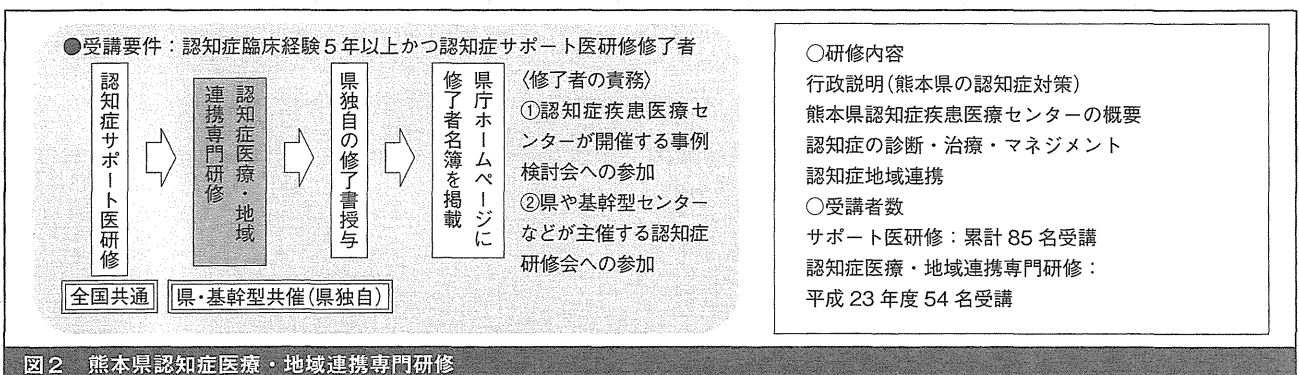 ●受講要件：認知症臨床経験5年以上かつ認知症サポート医研修修了者
認知症サポート医研修
認知症医療・地域
連携専門研修
県独自の修了書授与
県庁ホームページに
修了者名簿を掲載
〈修了者の責務〉
①認知症疾患医療セ
ンターが開催する事例
検討会への参加
②県や基幹型センター
などが主催する認知症
研修会への参加
全国共通
県・基幹型共催（県独自）
○研修内容
行政説明（熊本県の認知症対策）
熊本県認知症疾患医療センターの概要
認知症の診断・治療・マネジメント
認知症地域連携
○受講者数
サポート医研修：累計85名受講
認知症医療・地域連携専門研修：
平成23年度54名受講
図2 熊本県認知症医療・地域連携専門研修